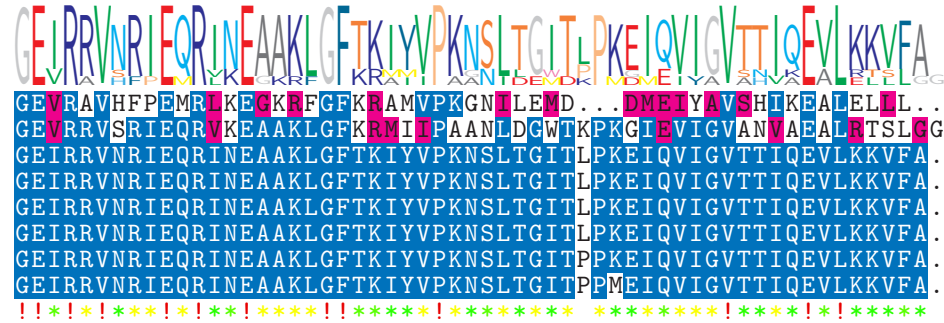 GEIRRVNRIEQRINEAAKLGFTKIYVPKNSLTGITLPKEIQVIGVTTIQEVLKKVFA
GEVRAVHFPEMRLKEGKRFGFKRAMVPKGNILEMD...DMEIYAVSHIKEALELLL..
GEVRRVSRIEQRVKEAAKLGFKRMIIPAANLDGWTKPKGIEVIGVANVAEALRTSLGG
GEIRRVNRIEQRINEAAKLGFTKIYVPKNSLTGITLPKEIQVIGVTTIQEVLKKVFA.
GEIRRVNRIEQRINEAAKLGFTKIYVPKNSLTGITLPKEIQVIGVTTIQEVLKKVFA.
GEIRRVNRIEQRINEAAKLGFTKIYVPKNSLTGITLPKEIQVIGVTTIQEVLKKVFA.
GEIRRVNRIEQRINEAAKLGFTKIYVPKNSLTGITLPKEIQVIGVTTIQEVLKKVFA.
GEIRRVNRIEQRINEAAKLGFTKIYVPKNSLTGITPPKEIQVIGVTTIQEVLKKVFA.
GEIRRVNRIEQRINEAAKLGFTKIYVPKNSLTGITPPMEIQVIGVTTIQEVLKKVFA.
!!*!*!***!*!**!****!!*****!******** ********!****!*!*****